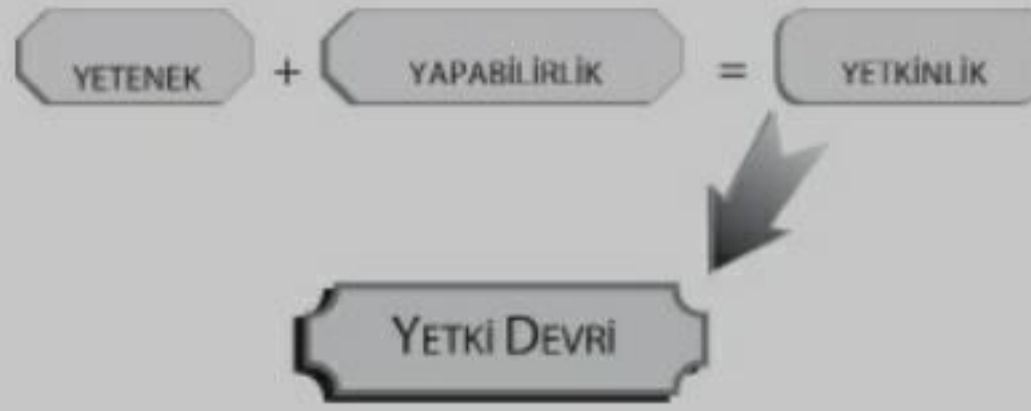 YETENEK + YAPABİLİRLİK = YETKİNLİK
YETKİ DEVRİ